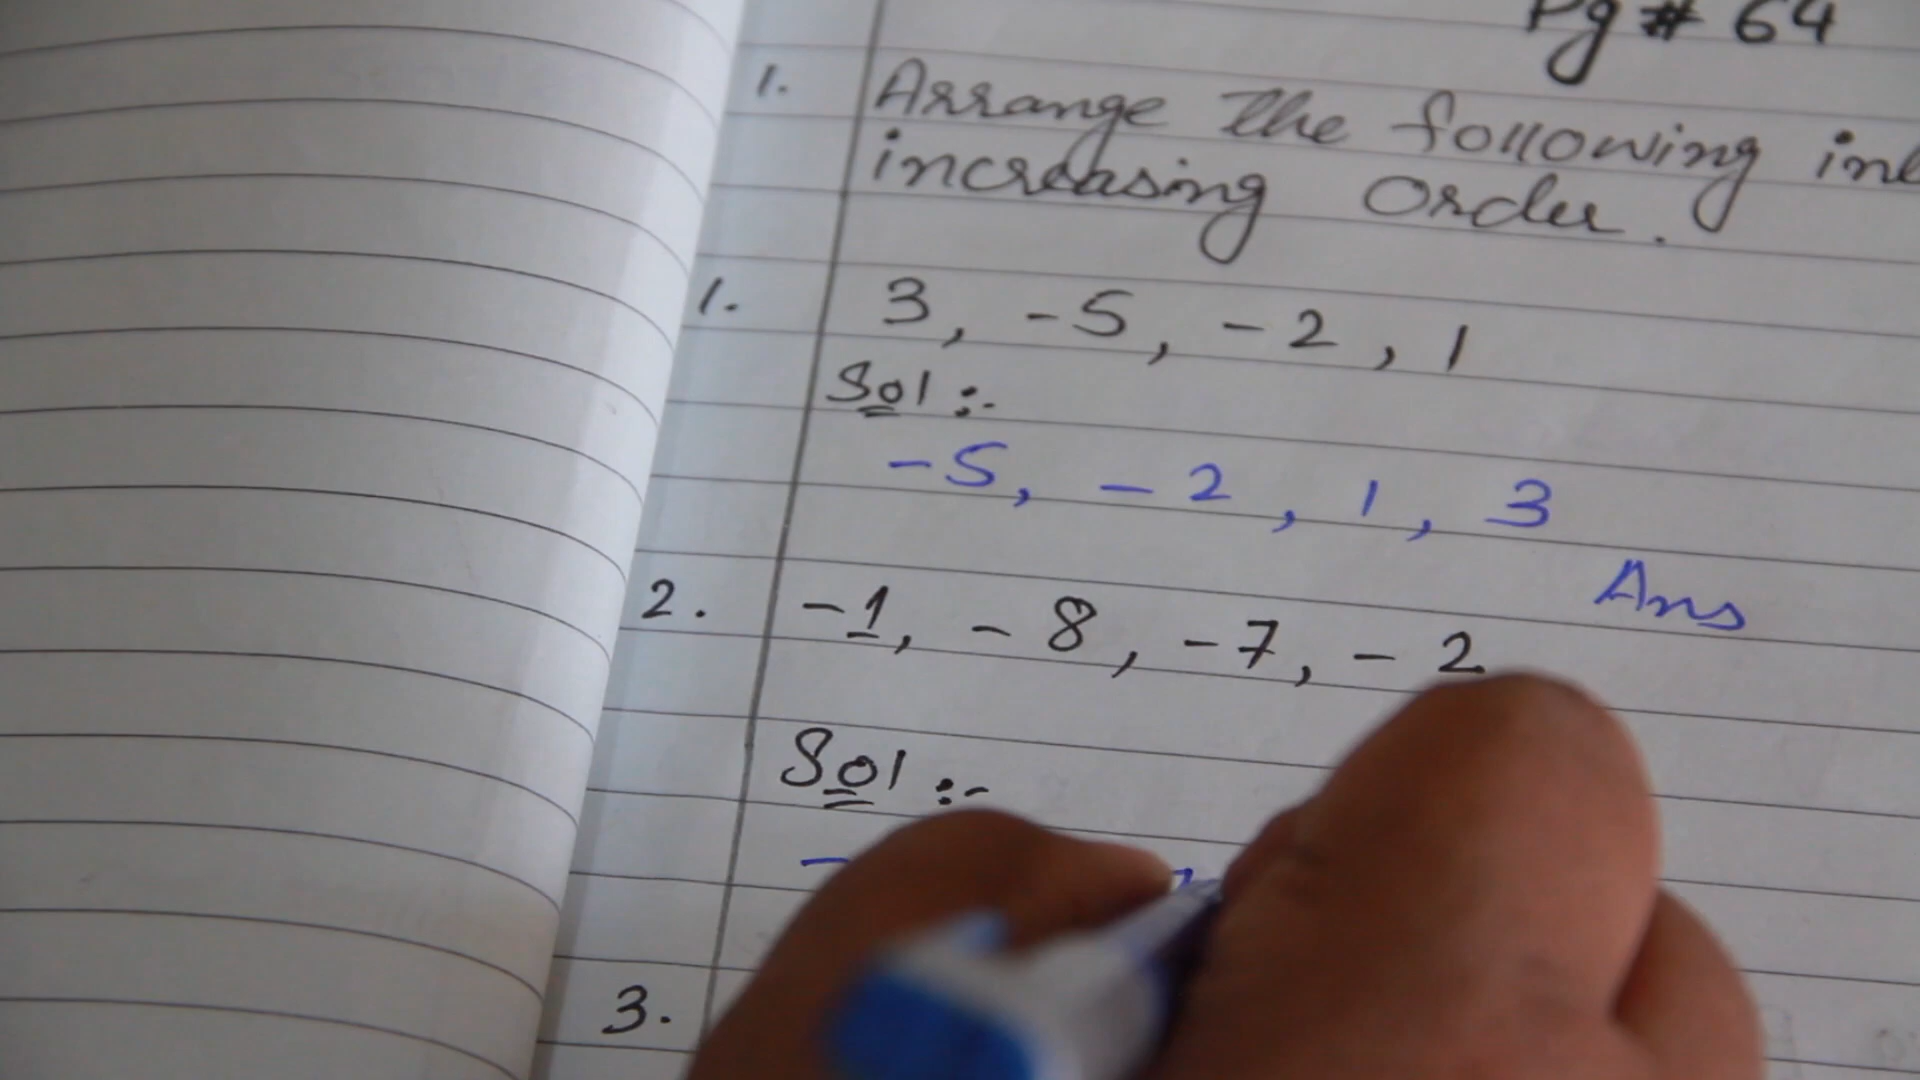 Pg # 64
1. Arrange the following
increasing order.
1. 3, -5, -2, 1
Sol :-
-5, -2, 1, 3
Ans
2. -1, -8, -7, -2
Sol :-
-
3.